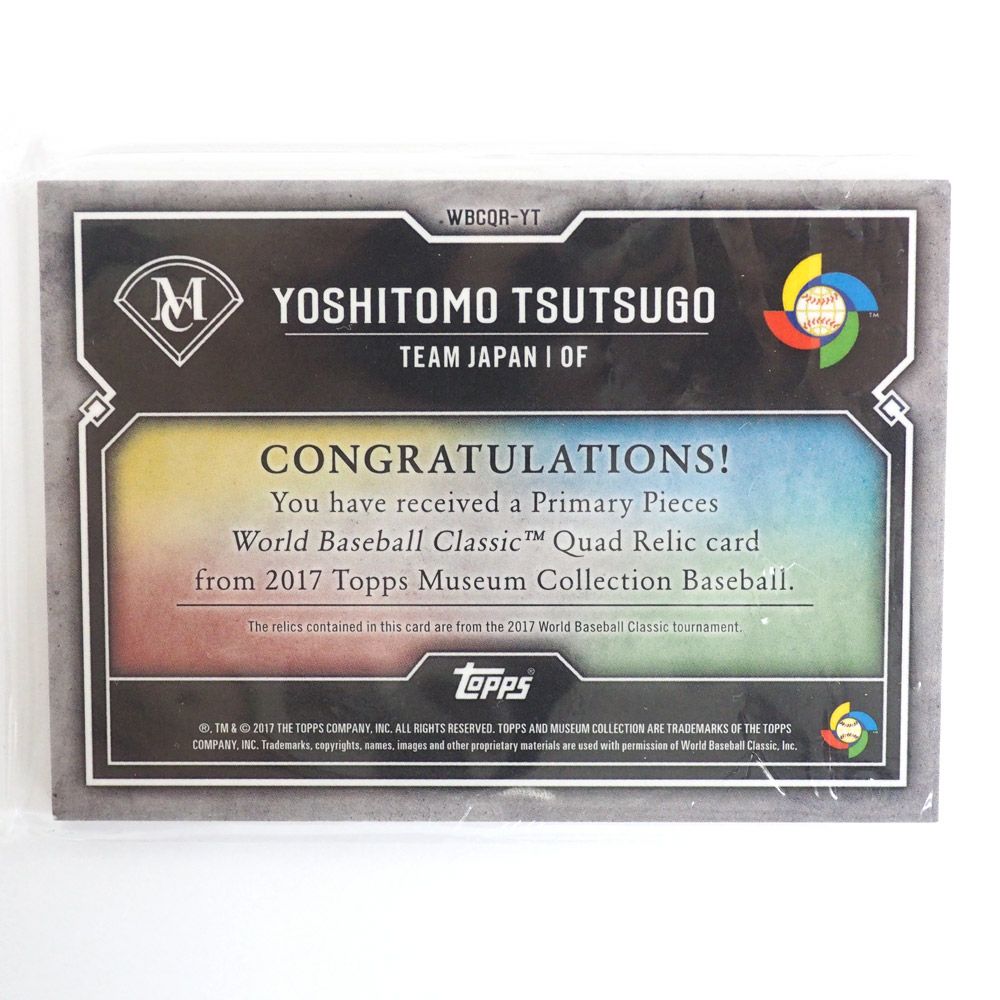 WBCQR-YT
MC
YOSHITOMO TSUTSUGO
TM
TEAM JAPAN | OF
CONGRATULATIONS!
You have received a Primary Pieces
World Baseball Classic™ Quad Relic card
from 2017 Topps Museum Collection Baseball.
The relics contained in this card are from the 2017 World Baseball Classic tournament.
topps®
®, TM & © 2017 THE TOPPS COMPANY, INC. ALL RIGHTS RESERVED. TOPPS AND MUSEUM COLLECTION ARE TRADEMARKS OF THE TOPPS
COMPANY, INC. Trademarks, copyrights, names, images and other proprietary materials are used with permission of World Baseball Classic, Inc.